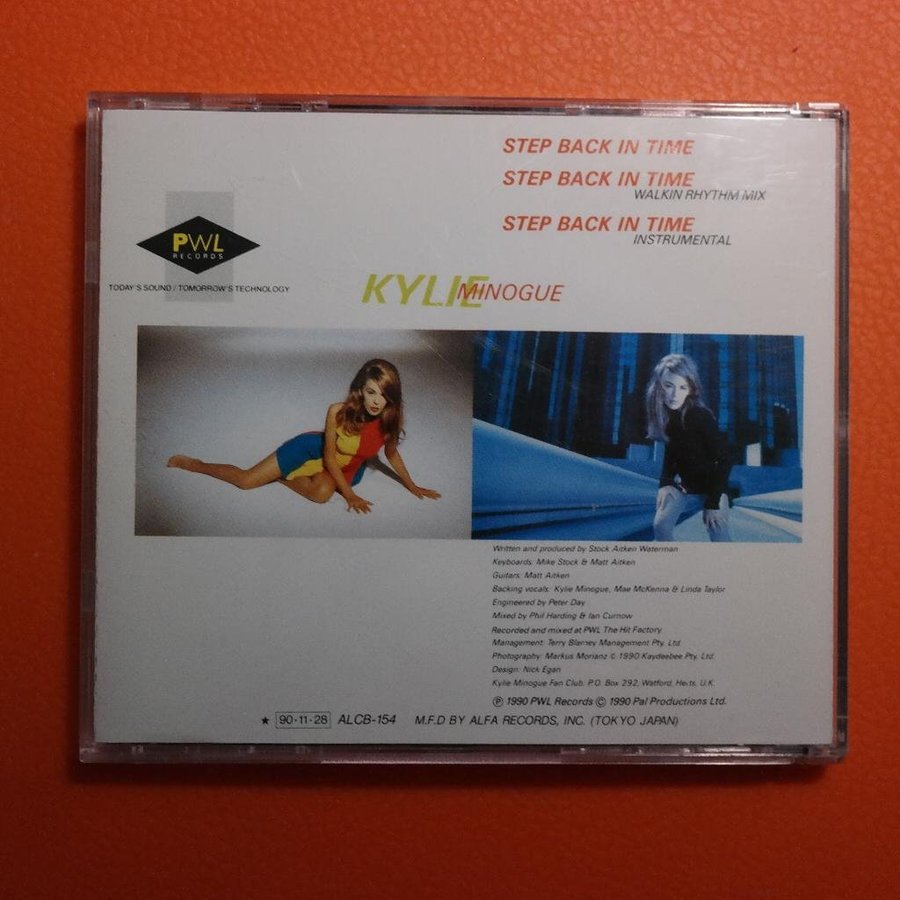 STEP BACK IN TIME
STEP BACK IN TIME
WALKIN RHYTHM MIX
STEP BACK IN TIME
INSTRUMENTAL
PWL
RECORDS
TODAY'S SOUND / TOMORROW'S TECHNOLOGY
KYLIE MINOGUE
Written and produced by Stock Aitken Waterman
Keyboards: Mike Stock & Matt Aitken
Guitars: Matt Aitken
Backing vocals: Kylie Minogue, Mae McKenna & Linda Taylor
Engineered by Peter Day
Mixed by Phil Harding & Ian Curnow
Recorded and mixed at PWL The Hit Factory
Management: Terry Blamey Management Pty. Ltd.
Photography: Markus Morianz © 1990 Kaydeebee Pty. Ltd.
Design: Nick Egan
Kylie Minogue Fan Club. P.O. Box 292, Watford, Herts, U.K.
℗ 1990 PWL Records © 1990 Pal Productions Ltd.
★ 90·11·28 ALCB-154 M.F.D BY ALFA RECORDS, INC. (TOKYO JAPAN)